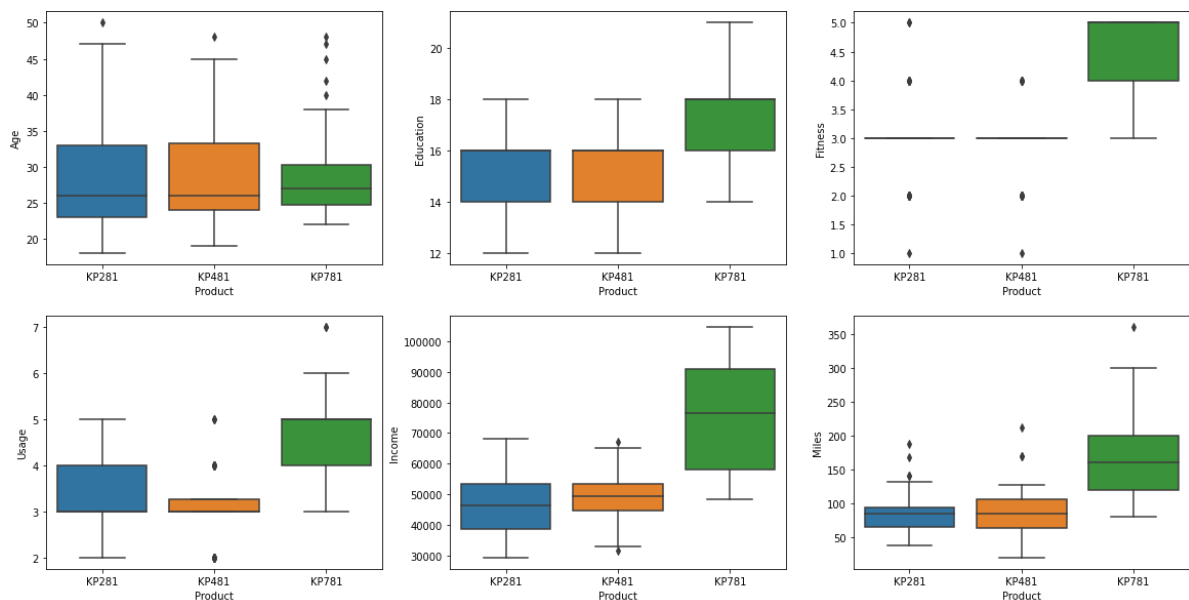 Age
50
45
40
35
30
25
20
KP281 KP481 KP781
Product
Education
20
18
16
14
12
KP281 KP481 KP781
Product
Fitness
5.0
4.5
4.0
3.5
3.0
2.5
2.0
1.5
1.0
KP281 KP481 KP781
Product
Usage
7
6
5
4
3
2
KP281 KP481 KP781
Product
Income
100000
90000
80000
70000
60000
50000
40000
30000
KP281 KP481 KP781
Product
Miles
350
300
250
200
150
100
50
KP281 KP481 KP781
Product